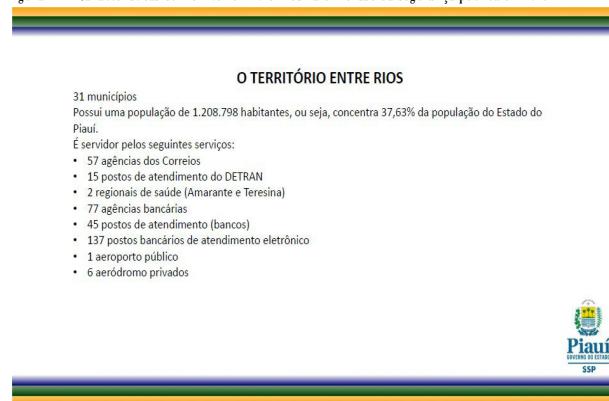 O TERRITÓRIO ENTRE RIOS
31 municípios
Possui uma população de 1.208.798 habitantes, ou seja, concentra 37,63% da população do Estado do
Piauí.
É servidor pelos seguintes serviços:
• 57 agências dos Correios
• 15 postos de atendimento do DETRAN
• 2 regionais de saúde (Amarante e Teresina)
• 77 agências bancárias
• 45 postos de atendimento (bancos)
• 137 postos bancários de atendimento eletrônico
• 1 aeroporto público
• 6 aeródromo privados
Piauí
GOVERNO DO ESTADO
SSP